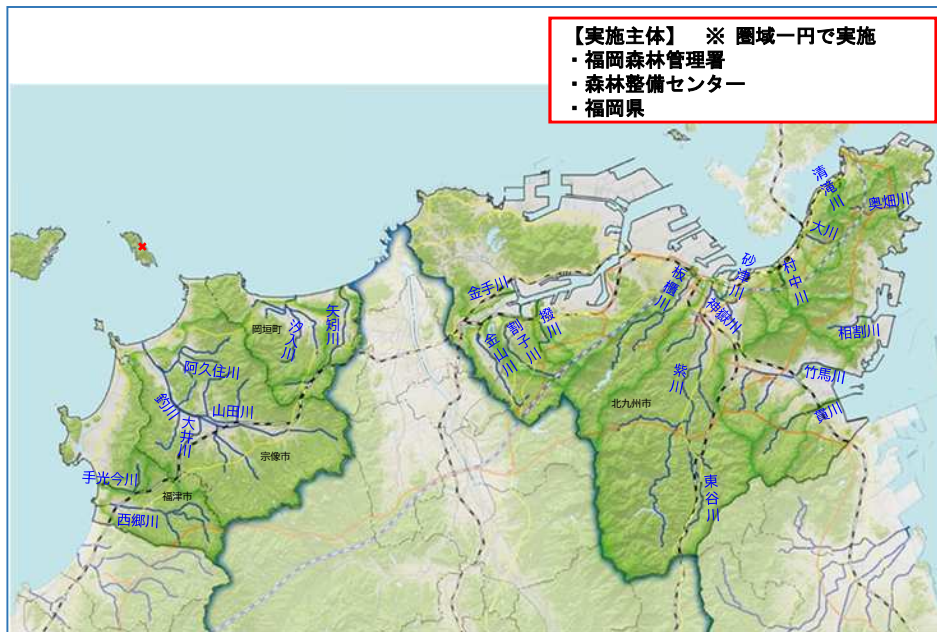 【実施主体】 ※ 圏域一円で実施
・福岡森林管理署
・森林整備センター
・福岡県
清滝川
奥畑川
大川
砂津川
村中川
板櫃川
金手川
神嶽川
撥川
割子川
金山川
相割川
矢矧川
汐入川
岡垣町
阿久住川
紫川
竹馬川
貫川
北九州市
釣川
山田川
大井川
宗像市
手光今川
福津市
西郷川
東谷川